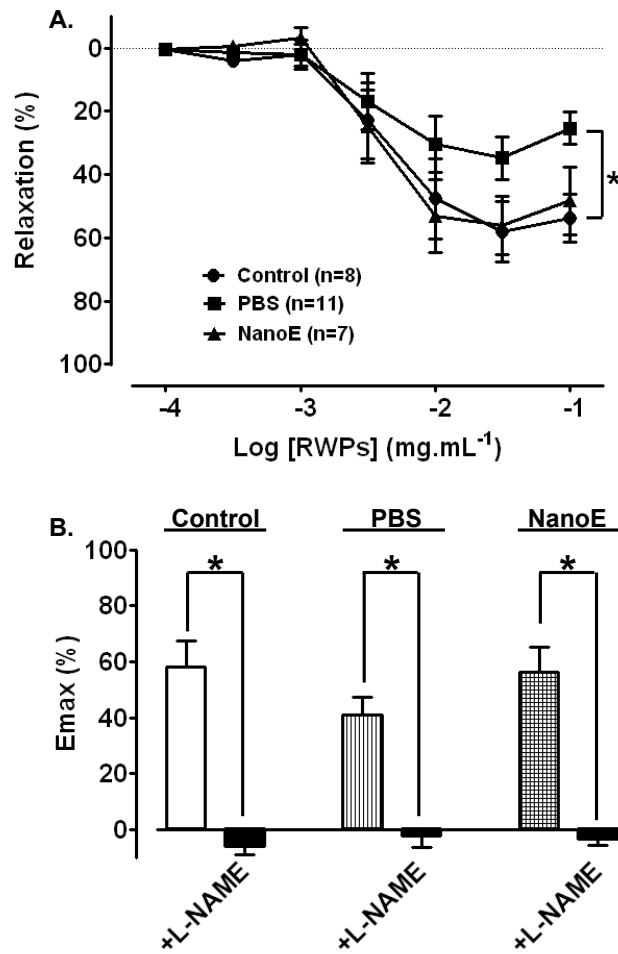 A.
0
20
40
60
80
100
Relaxation (%)
Control (n=8)
PBS (n=11)
NanoE (n=7)
*
-4
-3
-2
-1
Log [RWPs] (mg.mL⁻¹)
B.
Control
PBS
NanoE
100
80
60
40
20
0
Emax (%)
*
*
*
+L-NAME
+L-NAME
+L-NAME